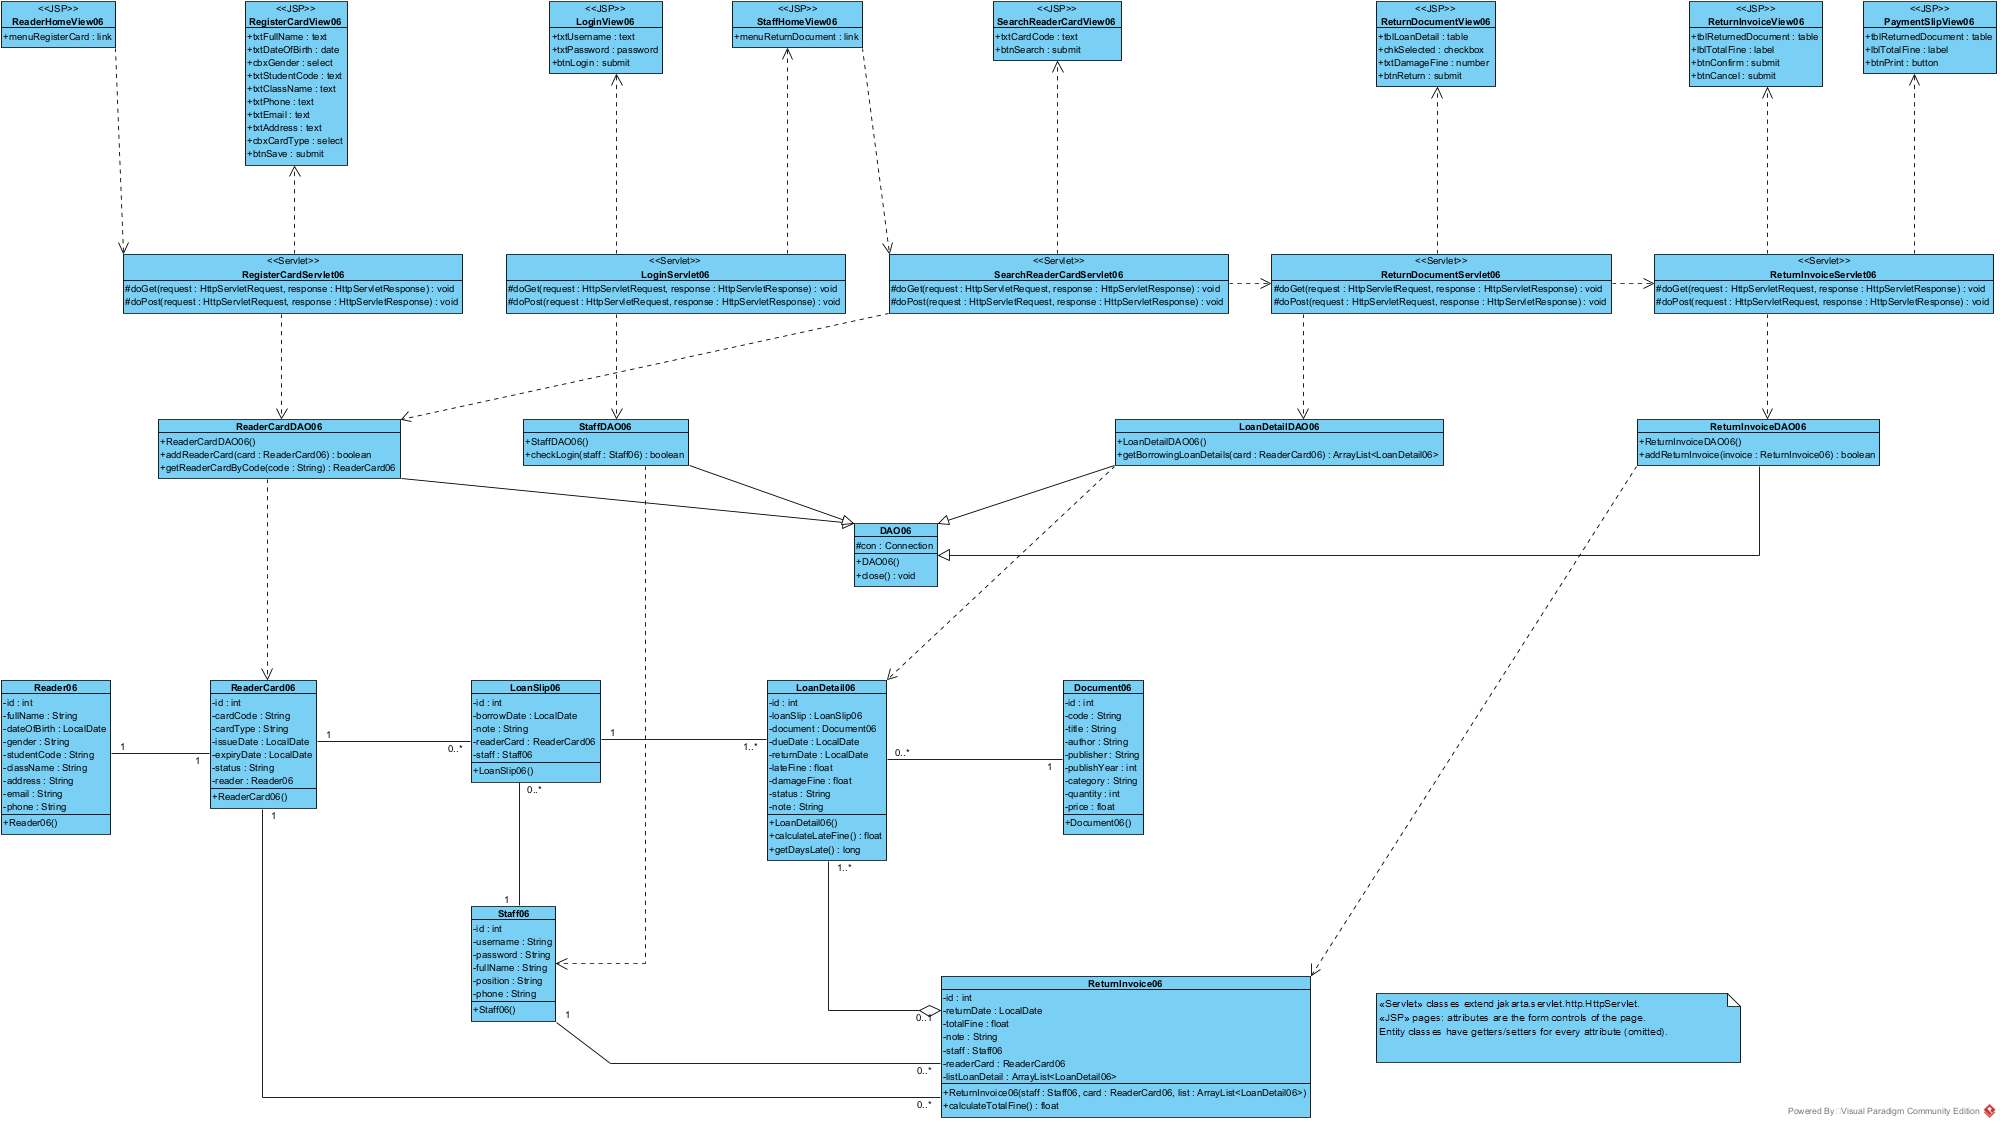 <<JSP>>
ReaderHomeView06
+menuRegisterCard : link
<<JSP>>
RegisterCardView06
+txtFullName : text
+txtDateOfBirth : date
+cbxGender : select
+txtStudentCode : text
+txtClassName : text
+txtPhone : text
+txtEmail : text
+txtAddress : text
+cbxCardType : select
+btnSave : submit
<<JSP>>
LoginView06
+txtUsername : text
+txtPassword : password
+btnLogin : submit
<<JSP>>
StaffHomeView06
+menuReturnDocument : link
<<JSP>>
SearchReaderCardView06
+txtCardCode : text
+btnSearch : submit
<<JSP>>
ReturnDocumentView06
+tblLoanDetail : table
+chkSelected : checkbox
+txtDamageFine : number
+btnReturn : submit
<<JSP>>
ReturnInvoiceView06
+tblReturnedDocument : table
+lblTotalFine : label
+btnConfirm : submit
+btnCancel : submit
<<JSP>>
PaymentSlipView06
+tblReturnedDocument : table
+lblTotalFine : label
+btnPrint : button
<<Servlet>>
RegisterCardServlet06
#doGet(request : HttpServletRequest, response : HttpServletResponse) : void
#doPost(request : HttpServletRequest, response : HttpServletResponse) : void
<<Servlet>>
LoginServlet06
#doGet(request : HttpServletRequest, response : HttpServletResponse) : void
#doPost(request : HttpServletRequest, response : HttpServletResponse) : void
<<Servlet>>
SearchReaderCardServlet06
#doGet(request : HttpServletRequest, response : HttpServletResponse) : void
#doPost(request : HttpServletRequest, response : HttpServletResponse) : void
<<Servlet>>
ReturnDocumentServlet06
#doGet(request : HttpServletRequest, response : HttpServletResponse) : void
#doPost(request : HttpServletRequest, response : HttpServletResponse) : void
<<Servlet>>
ReturnInvoiceServlet06
#doGet(request : HttpServletRequest, response : HttpServletResponse) : void
#doPost(request : HttpServletRequest, response : HttpServletResponse) : void
ReaderCardDAO06
+ReaderCardDAO06()
+addReaderCard(card : ReaderCard06) : boolean
+getReaderCardByCode(code : String) : ReaderCard06
StaffDAO06
+StaffDAO06()
+checkLogin(staff : Staff06) : boolean
LoanDetailDAO06
+LoanDetailDAO06()
+getBorrowingLoanDetails(card : ReaderCard06) : ArrayList<LoanDetail06>
ReturnInvoiceDAO06
+ReturnInvoiceDAO06()
+addReturnInvoice(invoice : ReturnInvoice06) : boolean
DAO06
#con : Connection
+DAO06()
+close() : void
Reader06
-id : int
-fullName : String
-dateOfBirth : LocalDate
-gender : String
-studentCode : String
-className : String
-address : String
-email : String
-phone : String
+Reader06()
1
1
ReaderCard06
-id : int
-cardCode : String
-cardType : String
-issueDate : LocalDate
-expiryDate : LocalDate
-status : String
-reader : Reader06
+ReaderCard06()
1
1
0..*
LoanSlip06
-id : int
-borrowDate : LocalDate
-note : String
-readerCard : ReaderCard06
-staff : Staff06
+LoanSlip06()
0..*
1
1
1..*
LoanDetail06
-id : int
-loanSlip : LoanSlip06
-document : Document06
-dueDate : LocalDate
-returnDate : LocalDate
-lateFine : float
-damageFine : float
-status : String
-note : String
+LoanDetail06()
+calculateLateFine() : float
+getDaysLate() : long
1..*
0..*
1
Document06
-id : int
-code : String
-title : String
-author : String
-publisher : String
-publishYear : int
-category : String
-quantity : int
-price : float
+Document06()
Staff06
-id : int
-username : String
-password : String
-fullName : String
-position : String
-phone : String
+Staff06()
1
0..1
0..*
0..*
ReturnInvoice06
-id : int
-returnDate : LocalDate
-totalFine : float
-note : String
-staff : Staff06
-readerCard : ReaderCard06
-listLoanDetail : ArrayList<LoanDetail06>
+ReturnInvoice06(staff : Staff06, card : ReaderCard06, list : ArrayList<LoanDetail06>)
+calculateTotalFine() : float
«Servlet» classes extend jakarta.servlet.http.HttpServlet.
«JSP» pages: attributes are the form controls of the page.
Entity classes have getters/setters for every attribute (omitted).
Powered By Visual Paradigm Community Edition